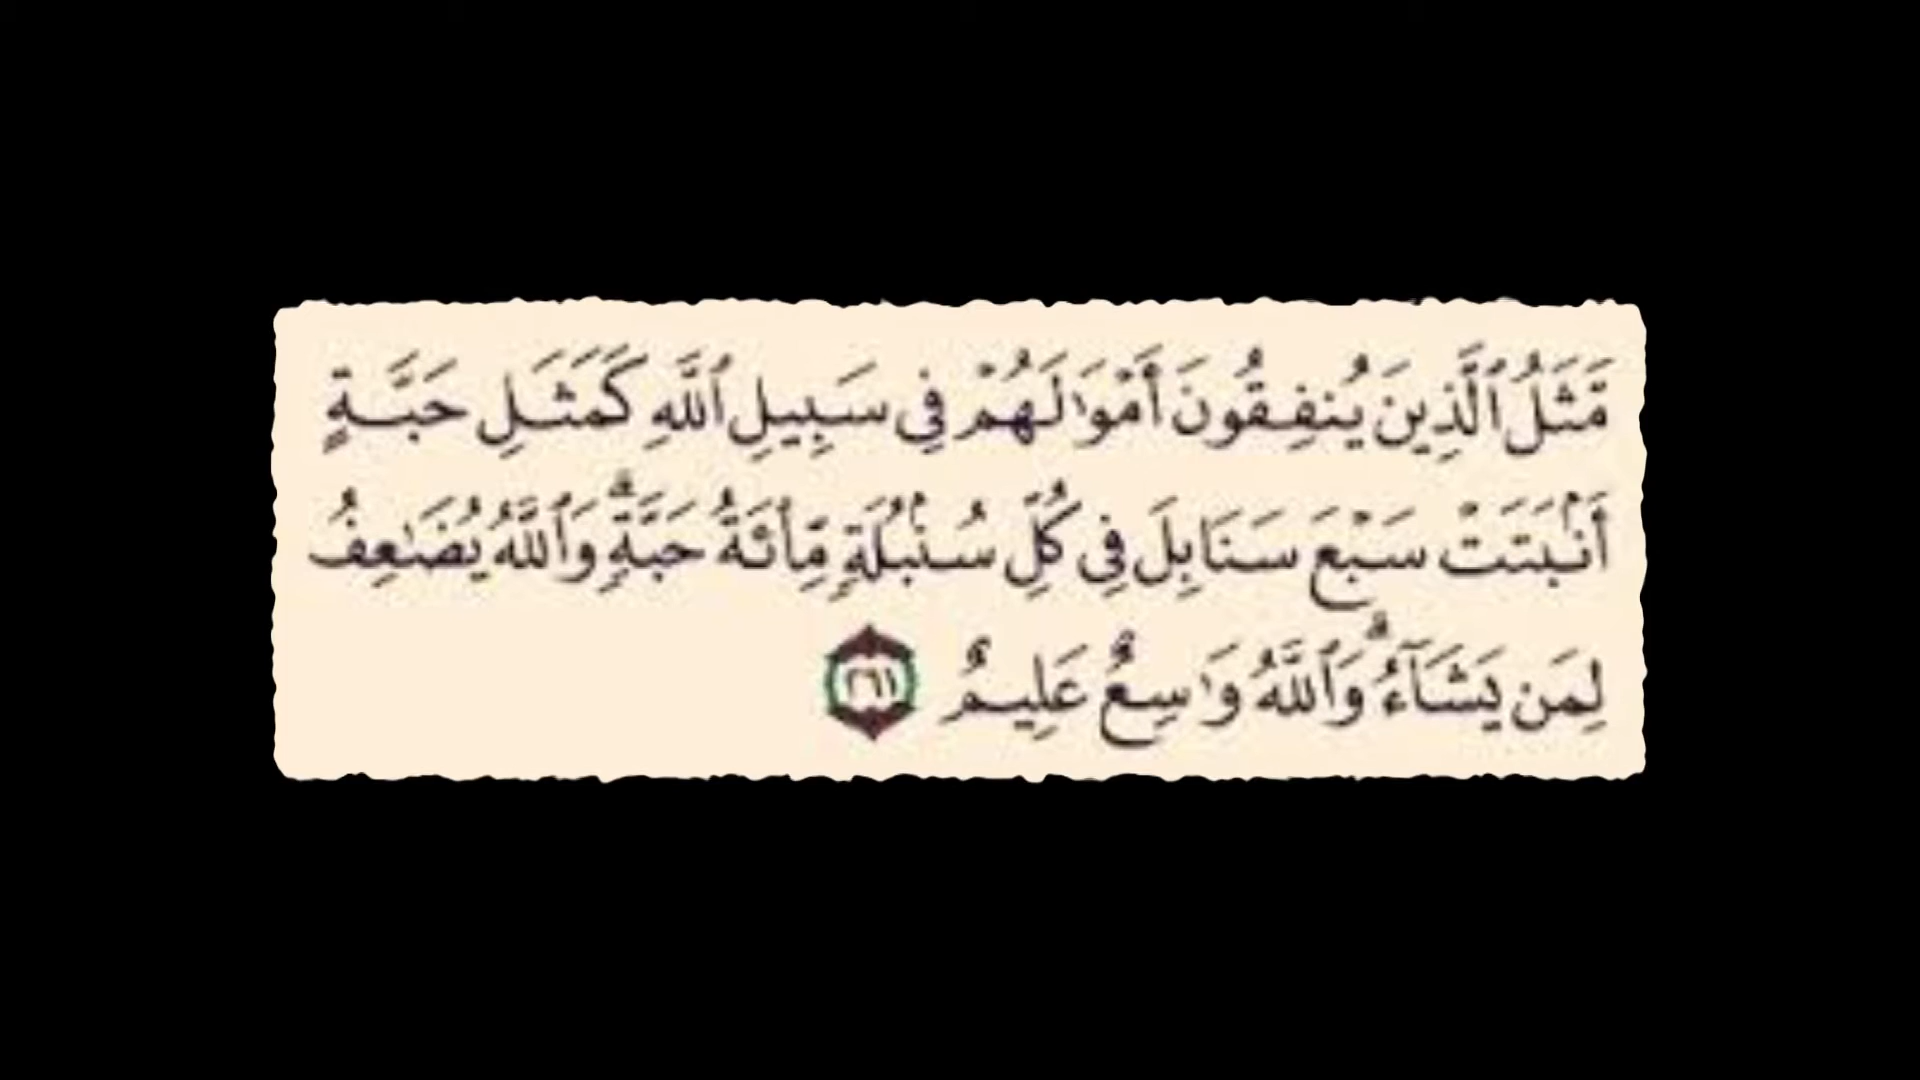 مَّثَلُ ٱلَّذِينَ يُنفِقُونَ أَمۡوَٰلَهُمۡ فِي سَبِيلِ ٱللَّهِ كَمَثَلِ حَبَّةٍ
أَنۢبَتَتۡ سَبۡعَ سَنَابِلَ فِي كُلِّ سُنۢبُلَةٖ مِّاْئَةُ حَبَّةٖۗ وَٱللَّهُ يُضَٰعِفُ
لِمَن يَشَآءُۗ وَٱللَّهُ وَٰسِعٌ عَلِيمٌ ٢٦١